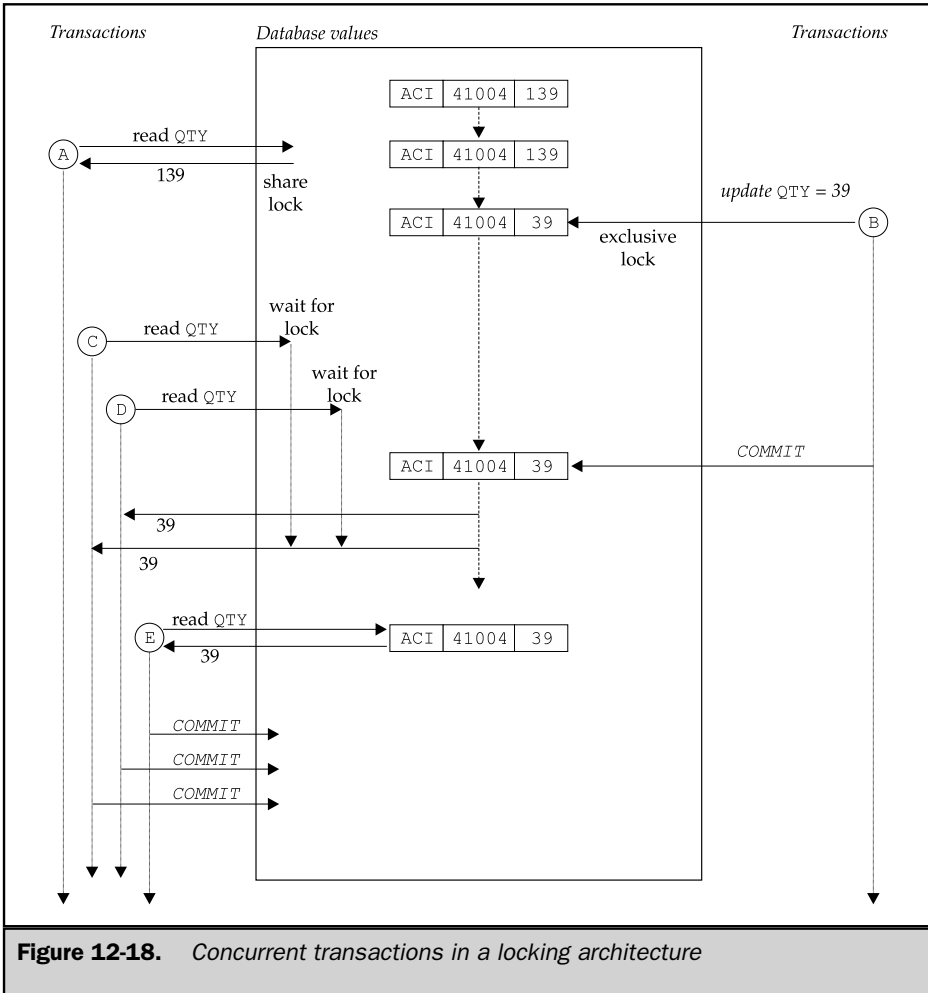 Transactions
Database values
Transactions
ACI 41004 139
read QTY
A
139
ACI 41004 139
share
lock
update QTY = 39
ACI 41004 39
B
exclusive
lock
wait for
lock
read QTY
C
wait for
lock
read QTY
D
COMMIT
ACI 41004 39
39
39
read QTY
E
39
ACI 41004 39
COMMIT
COMMIT
COMMIT
Figure 12-18. Concurrent transactions in a locking architecture